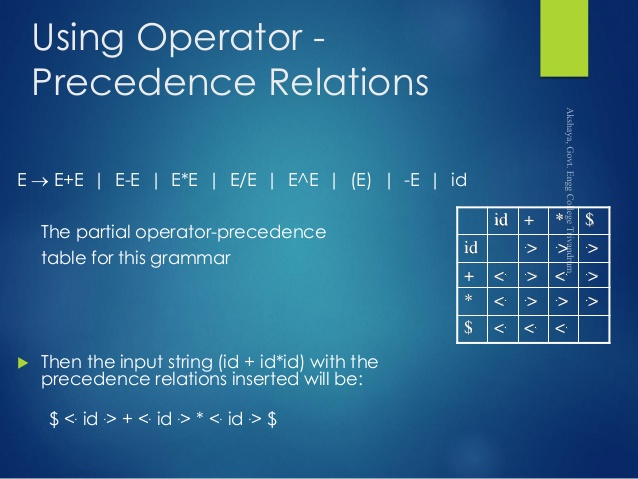 Using Operator -
Precedence Relations
E → E+E | E-E | E*E | E/E | E^E | (E) | -E | id
The partial operator-precedence
table for this grammar
id + * $
id ·> ·> ·>
+ <· ·> <· ·>
* <· ·> ·> ·>
$ <· <· <·
Then the input string (id + id*id) with the
precedence relations inserted will be:
$ <· id ·> + <· id ·> * <· id ·> $
Akshaya, Govt. Engg College Trivandrum,